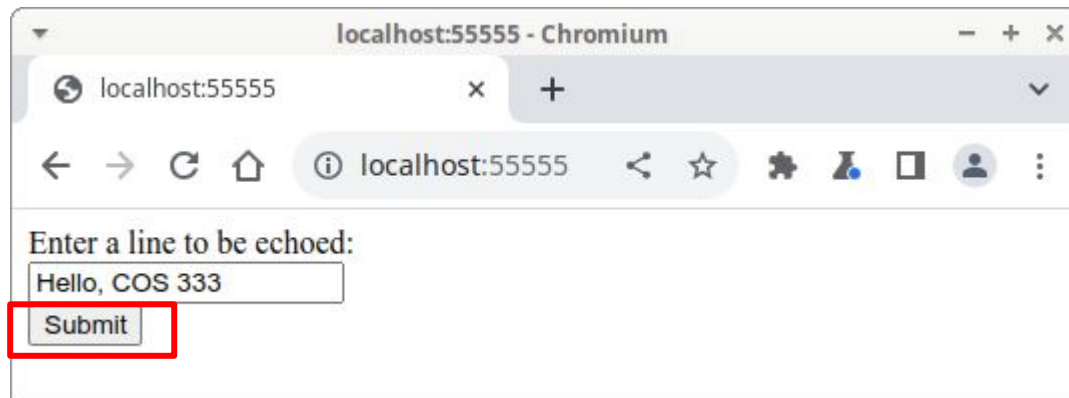 localhost:55555 - Chromium
localhost:55555
localhost:55555
Enter a line to be echoed:
Hello, COS 333
Submit